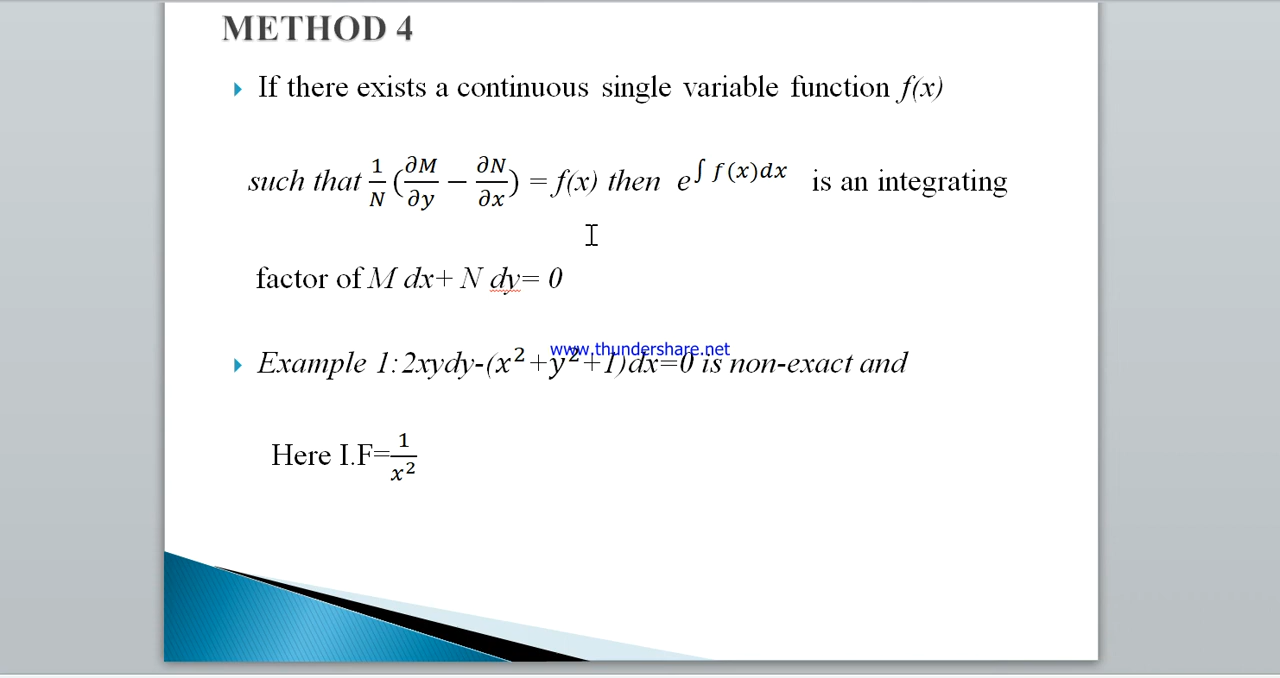 METHOD 4
If there exists a continuous single variable function f(x)
such that 1/N (∂M/∂y − ∂N/∂x) = f(x) then e^∫f(x)dx is an integrating
factor of M dx+ N dy= 0
www.thundershare.net
Example 1: 2xydy-(x²+y²+1)dx=0 is non-exact and
Here I.F=1/x²